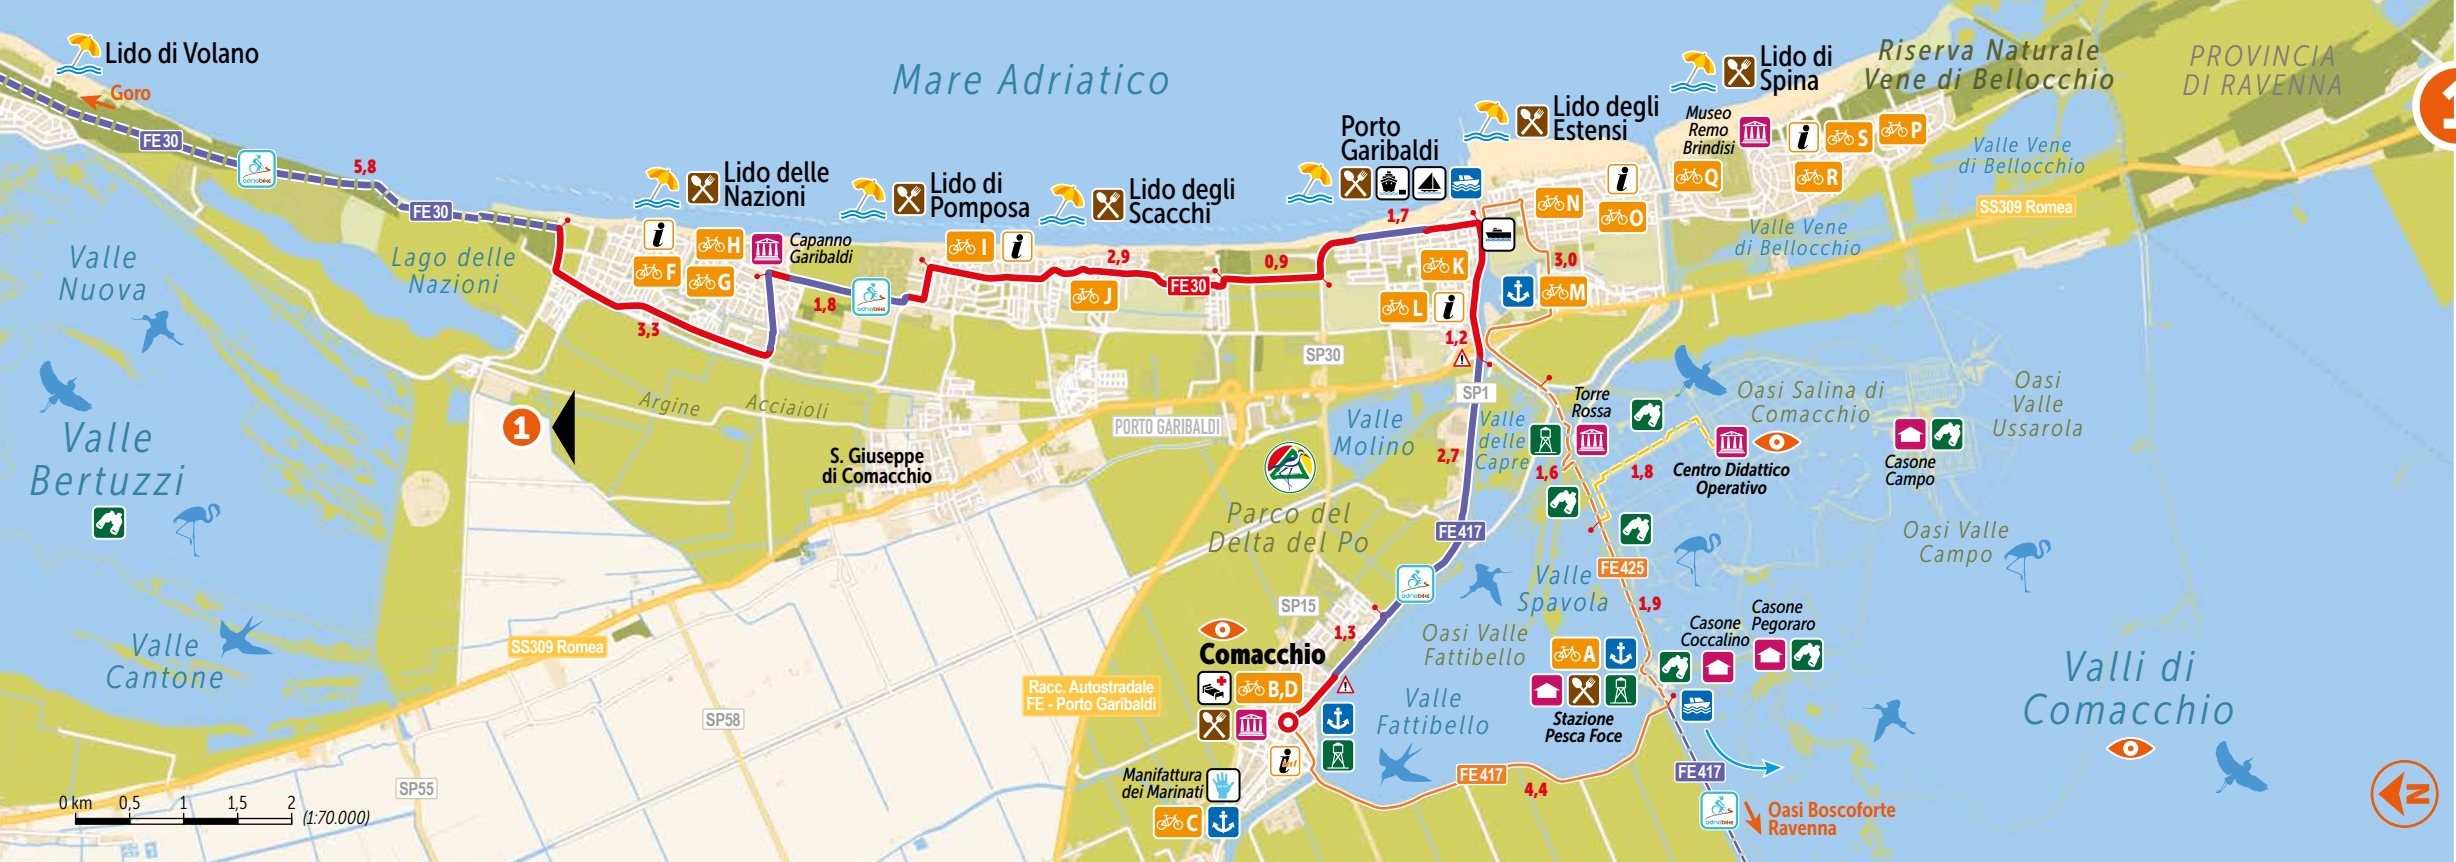 Lido di Volano
Goro
FE30
adriabike
5,8
FE30
Mare Adriatico
Lido delle
Nazioni
Lido di
Pomposa
Lido degli
Scacchi
Porto
Garibaldi
Lido degli
Estensi
Lido di
Spina
Riserva Naturale
Vene di Bellocchio
PROVINCIA
DI RAVENNA
1
Museo
Remo
Brindisi
i
S
P
Q
R
Valle Vene
di Bellocchio
SS309 Romea
Valle Vene
di Bellocchio
i
H
F
G
Capanno
Garibaldi
I
i
2,9
J
FE30
0,9
1,7
N
i
O
K
L
i
3,0
M
1,8
adriabike
3,3
1,2
SP30
SP1
Valle
Nuova
Lago delle
Nazioni
Valle
Bertuzzi
Valle
Cantone
1
Argine Acciaioli
S. Giuseppe
di Comacchio
PORTO GARIBALDI
Valle
Molino
2,7
Valle
delle
Capre
Torre
Rossa
1,6
1,8
Centro Didattico
Operativo
Oasi Salina di
Comacchio
Casone
Campo
Oasi
Valle
Ussarola
Oasi Valle
Campo
Parco del
Delta del Po
FE417
adriabike
Valle
Spavola
FE425
1,9
SP15
1,3
Comacchio
B,D
Oasi Valle
Fattibello
Valle
Fattibello
A
Stazione
Pesca Foce
Casone
Coccalino
Casone
Pegoraro
Valli di
Comacchio
SS309 Romea
SP58
SP55
Racc. Autostradale
FE - Porto Garibaldi
Manifattura
dei Marinati
C
FE417
4,4
FE417
adriabike
Oasi Boscoforte
Ravenna
N
0 km 0,5 1 1,5 2
(1:70.000)